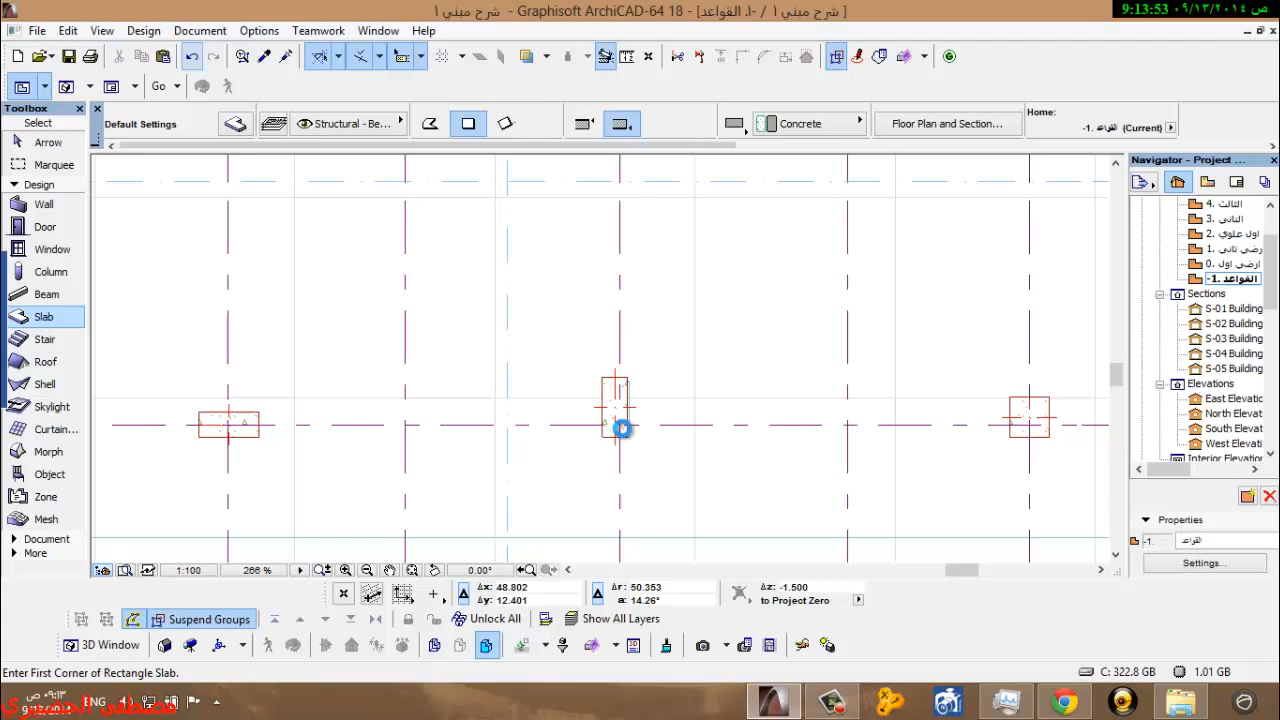 شرح مبني ١ - Graphisoft ArchiCAD-64 18 - [شرح مبني ١ / -١. القواعد]
ص 9:13:53 ٠٩/١٣/٢٠١٤
File Edit View Design Document Options Teamwork Window Help
Go
Toolbox
Select
Arrow
Marquee
Design
Wall
Door
Window
Column
Beam
Slab
Stair
Roof
Shell
Skylight
Curtain...
Morph
Object
Zone
Mesh
Document
More
Default Settings
Structural - Be...
Concrete
Floor Plan and Section...
Home:
-1. القواعد (Current)
Navigator - Project ...
4. الثالث
3. الثاني
2. اول علوي
1. رضي ثاني
0. ارضي اول
-1. القواعد
Sections
S-01 Building
S-02 Building
S-03 Building
S-04 Building
S-05 Building
Elevations
East Elevatio
North Elevat
South Elevat
West Elevati
Interior Elevation
Properties
-1. القواعد
Settings...
1:100
266 %
0.00°
Δx: 48.802
Δy: 12.401
Δr: 50.353
a: 14.26°
Δz: -1.500
to Project Zero
Suspend Groups
Unlock All
Show All Layers
3D Window
Enter First Corner of Rectangle Slab.
C: 322.8 GB
1.01 GB
ENG